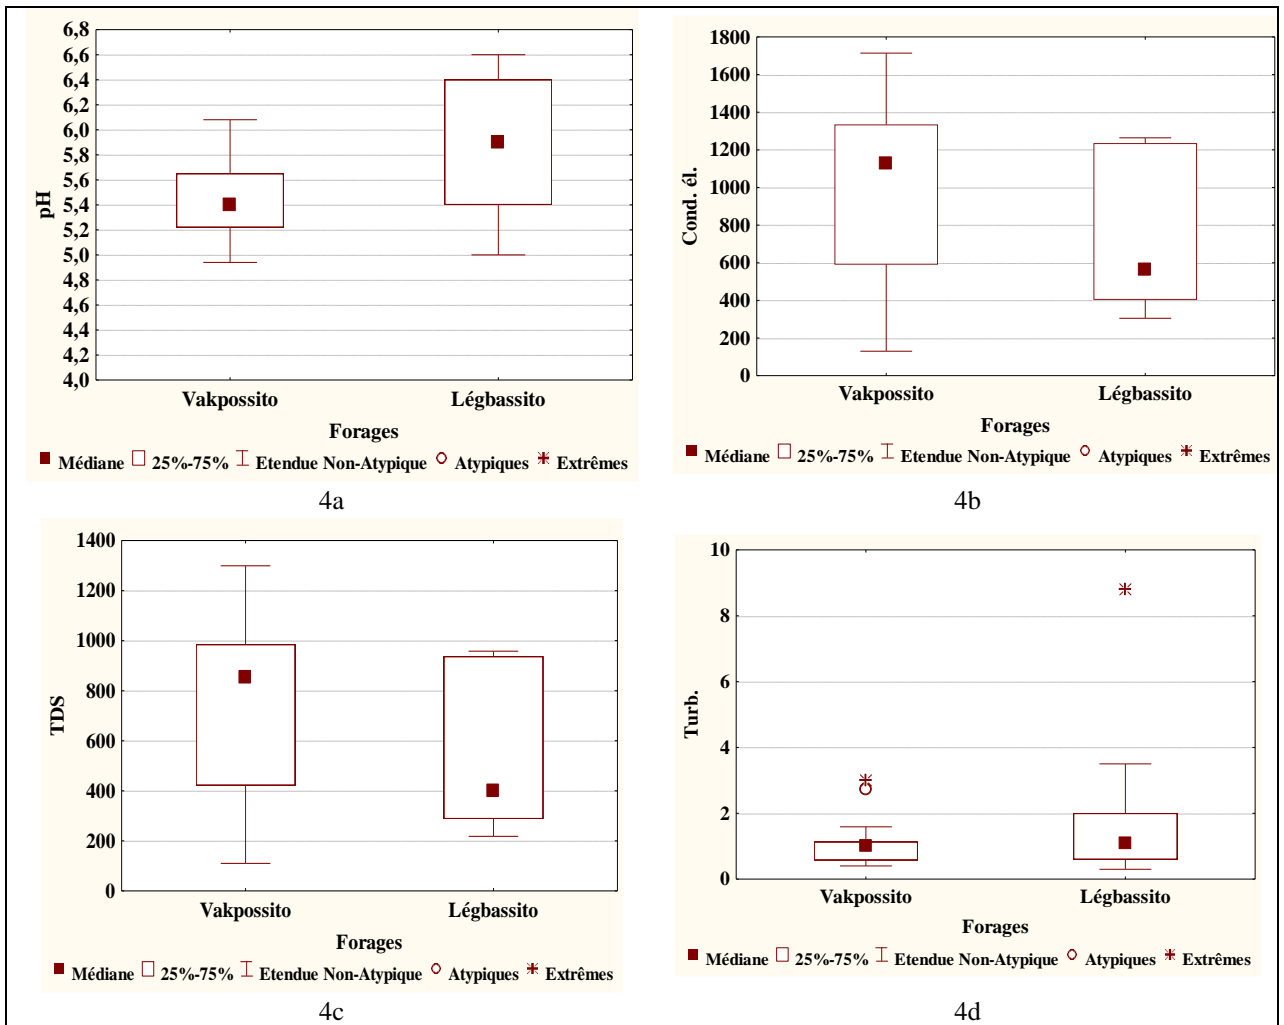 6,8
6,6
6,4
6,2
6,0
5,8
5,6
5,4
5,2
5,0
4,8
4,6
4,4
4,2
4,0
pH
Vakpossito Légbassito
Forages
Médiane 25%-75% Etendue Non-Atypique Atypiques Extrêmes
4a
1800
1600
1400
1200
1000
800
600
400
200
0
Cond. él.
Vakpossito Légbassito
Forages
Médiane 25%-75% Etendue Non-Atypique Atypiques Extrêmes
4b
1400
1200
1000
800
600
400
200
0
TDS
Vakpossito Légbassito
Forages
Médiane 25%-75% Etendue Non-Atypique Atypiques Extrêmes
4c
10
8
6
4
2
0
Turb.
Vakpossito Légbassito
Forages
Médiane 25%-75% Etendue Non-Atypique Atypiques Extrêmes
4d